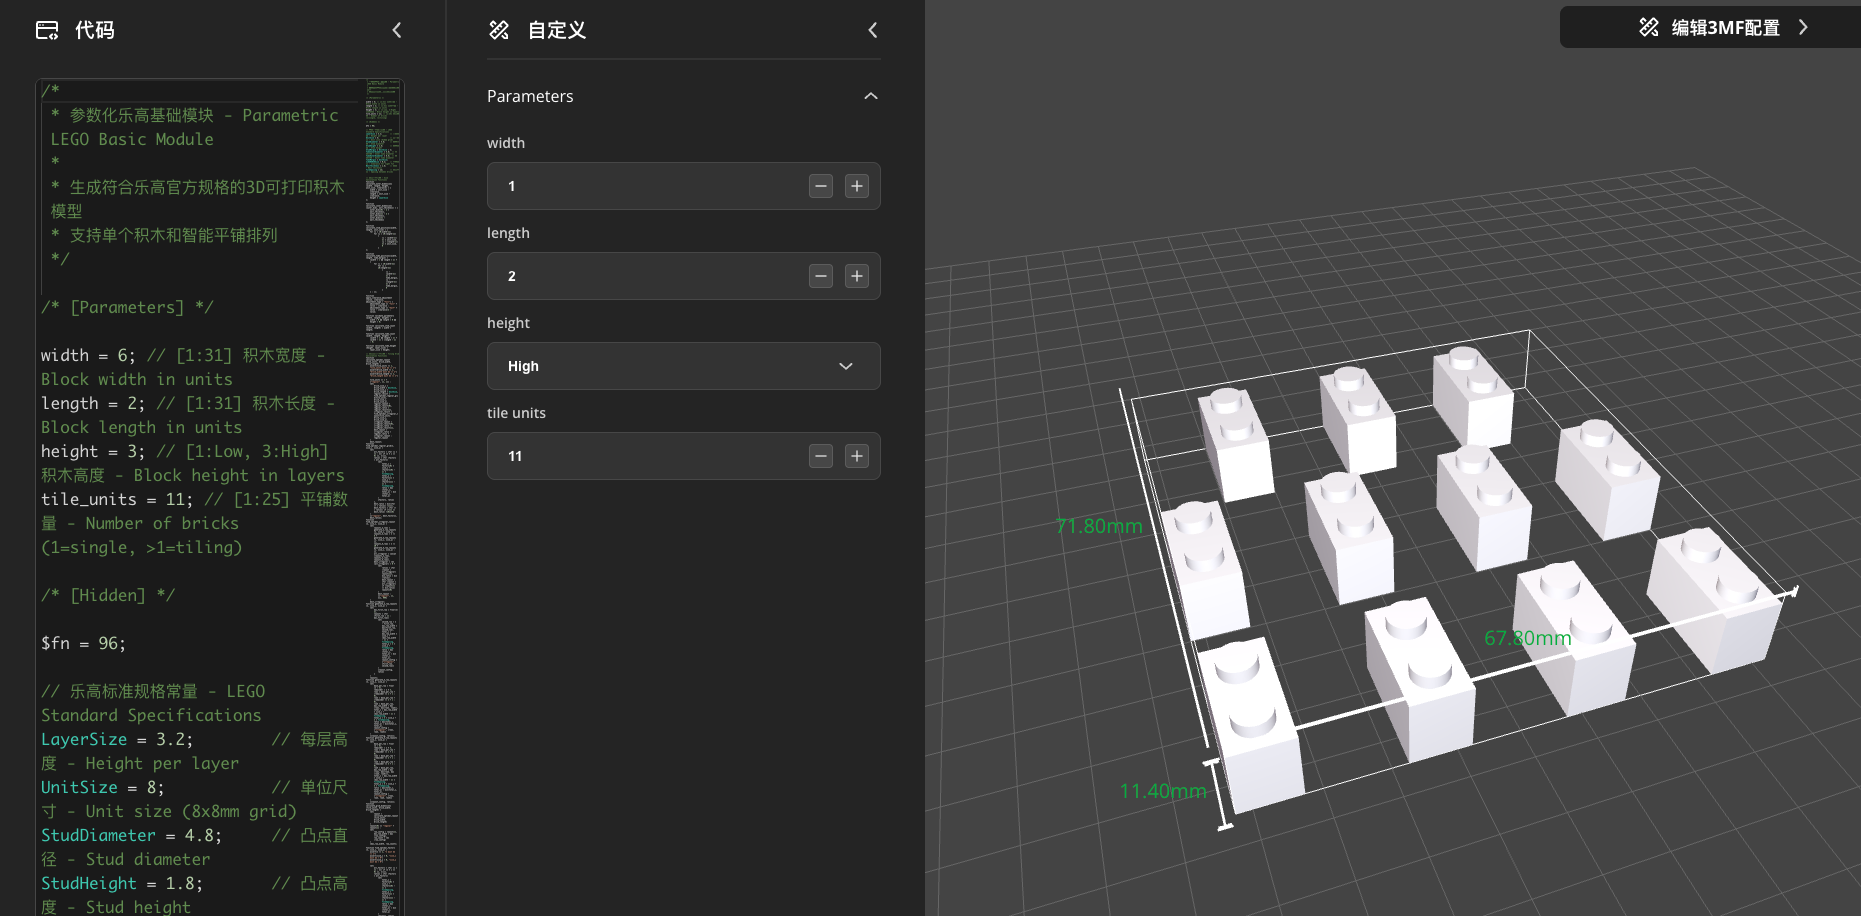 代码
/*
* 参数化乐高基础模块 - Parametric
LEGO Basic Module
*
* 生成符合乐高官方规格的3D可打印积木
模型
* 支持单个积木和智能平铺排列
*/
/* [Parameters] */
width = 6; // [1:31] 积木宽度 -
Block width in units
length = 2; // [1:31] 积木长度 -
Block length in units
height = 3; // [1:Low, 3:High]
积木高度 - Block height in layers
tile_units = 11; // [1:25] 平铺数
量 - Number of bricks
(1=single, >1=tiling)
/* [Hidden] */
$fn = 96;
// 乐高标准规格常量 - LEGO
Standard Specifications
LayerSize = 3.2; // 每层高
度 - Height per layer
UnitSize = 8; // 单位尺
寸 - Unit size (8x8mm grid)
StudDiameter = 4.8; // 凸点直
径 - Stud diameter
StudHeight = 1.8; // 凸点高
度 - Stud height
自定义
Parameters
width
1
length
2
height
High
tile units
11
编辑3MF配置
71.80mm
67.80mm
11.40mm